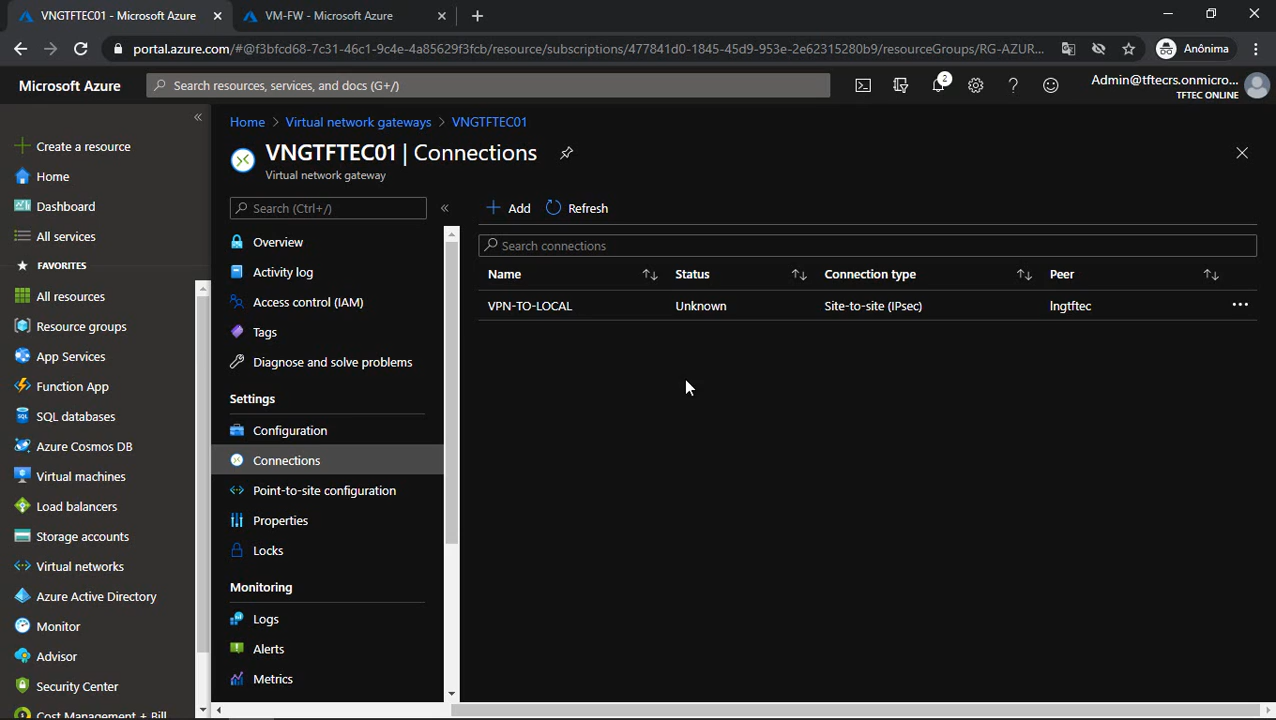 VNGTFTEC01 - Microsoft Azure
VM-FW - Microsoft Azure
portal.azure.com/#@f3bfcd68-7c31-46c1-9c4e-4a85629f3fcb/resource/subscriptions/477841d0-1845-45d9-953e-2e62315280b9/resourceGroups/RG-AZUR...
Anônima
Microsoft Azure
Search resources, services, and docs (G+/)
2
Admin@tftecrs.onmicro...
TFTEC ONLINE
Create a resource
Home
Dashboard
All services
FAVORITES
All resources
Resource groups
App Services
Function App
SQL databases
Azure Cosmos DB
Virtual machines
Load balancers
Storage accounts
Virtual networks
Azure Active Directory
Monitor
Advisor
Security Center
Cost Management + Bill
Home > Virtual network gateways > VNGTFTEC01
VNGTFTEC01 | Connections
Virtual network gateway
Search (Ctrl+/)
Overview
Activity log
Access control (IAM)
Tags
Diagnose and solve problems
Settings
Configuration
Connections
Point-to-site configuration
Properties
Locks
Monitoring
Logs
Alerts
Metrics
Add Refresh
Search connections
Name Status Connection type Peer
VPN-TO-LOCAL Unknown Site-to-site (IPsec) lngtftec